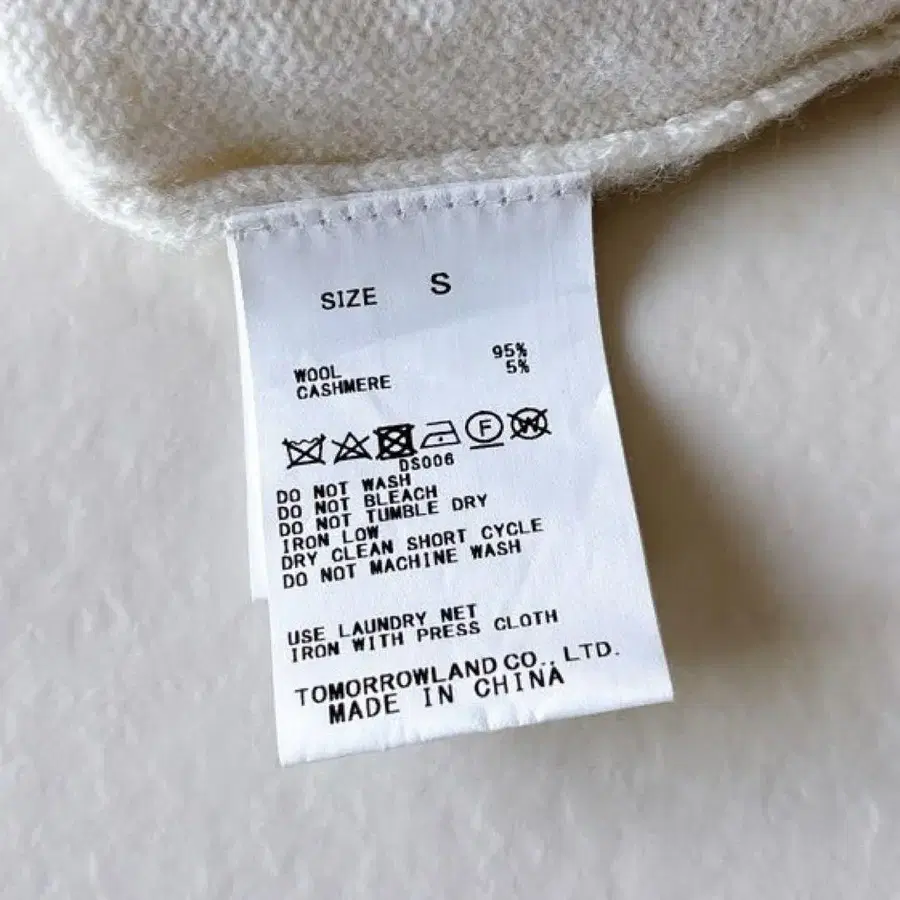 SIZE S
WOOL 95%
CASHMERE 5%
F W
DS006
DO NOT WASH
DO NOT BLEACH
DO NOT TUMBLE DRY
IRON LOW
DRY CLEAN SHORT CYCLE
DO NOT MACHINE WASH
USE LAUNDRY NET
IRON WITH PRESS CLOTH
TOMORROWLAND CO., LTD.
MADE IN CHINA